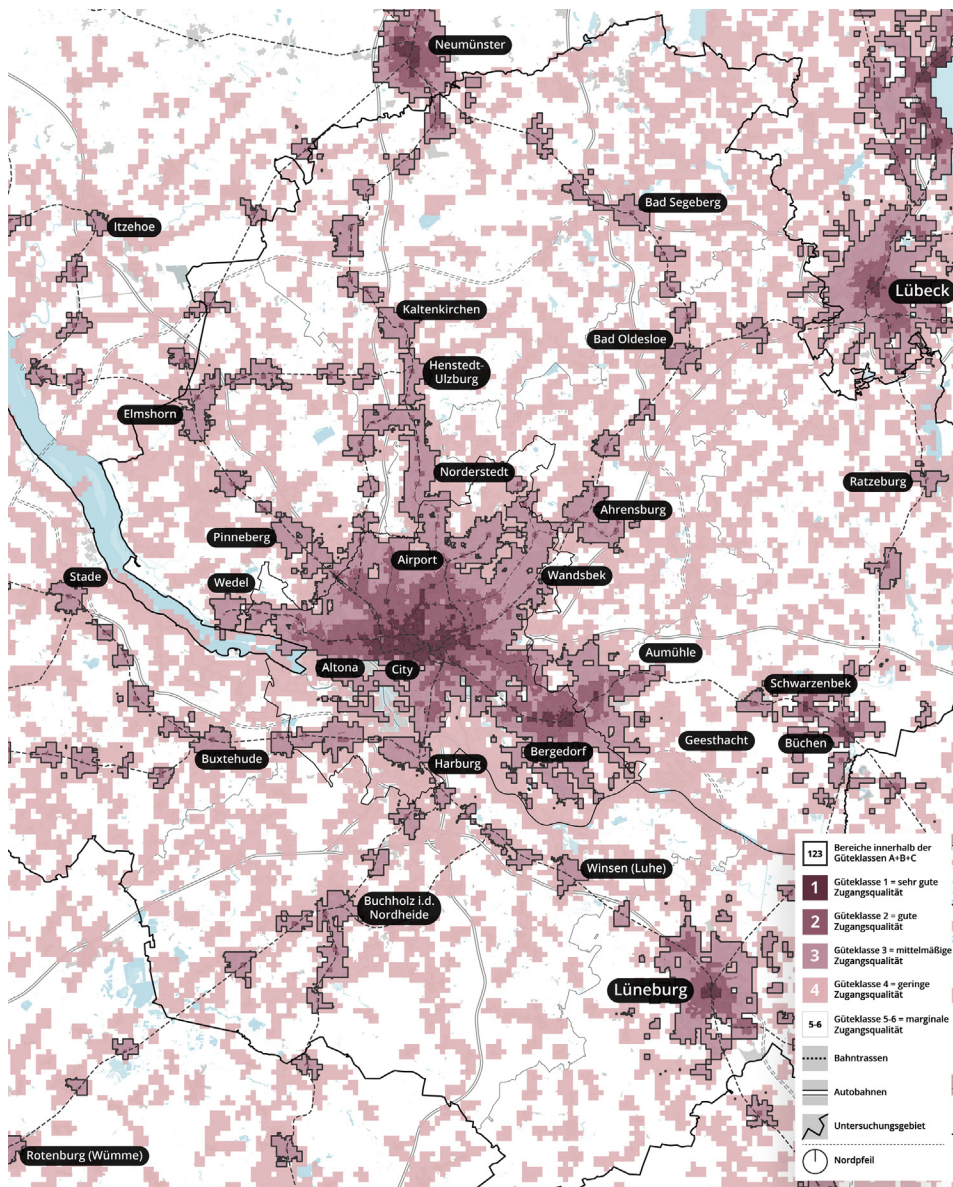 Neumünster
Bad Segeberg
Itzehoe
Lübeck
Kaltenkirchen
Bad Oldesloe
Henstedt-
Ulzburg
Elmshorn
Norderstedt
Ratzeburg
Ahrensburg
Pinneberg
Airport
Stade
Wedel
Wandsbek
Aumühle
Altona
City
Schwarzenbek
Geesthacht
Büchen
Buxtehude
Harburg
Bergedorf
Winsen (Luhe)
Buchholz i.d.
Nordheide
Lüneburg
Rotenburg (Wümme)
123
Bereiche innerhalb der
Güteklassen A+B+C
1
Güteklasse 1 = sehr gute
Zugangsqualität
2
Güteklasse 2 = gute
Zugangsqualität
3
Güteklasse 3 = mittelmäßige
Zugangsqualität
4
Güteklasse 4 = geringe
Zugangsqualität
5-6
Güteklasse 5-6 = marginale
Zugangsqualität
Bahntrassen
Autobahnen
Untersuchungsgebiet
Nordpfeil